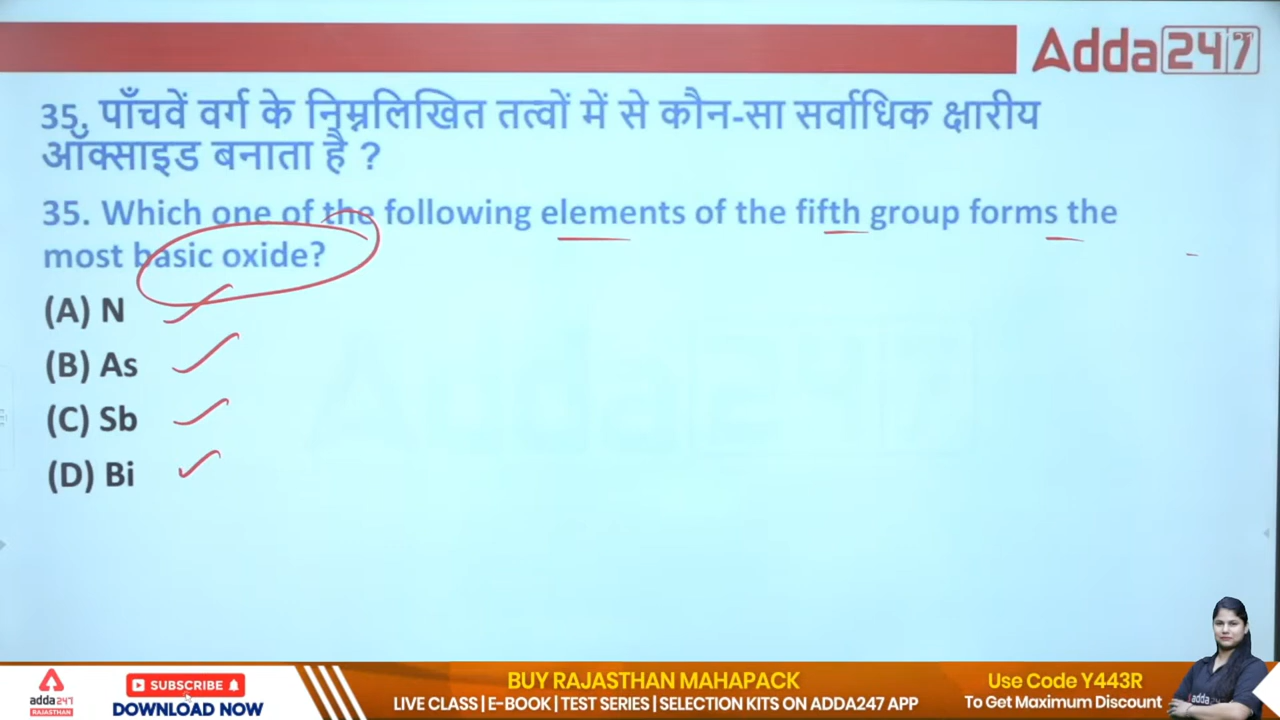 Adda247
35. पाँचवें वर्ग के निम्नलिखित तत्वों में से कौन-सा सर्वाधिक क्षारीय
ऑक्साइड बनाता है ?
35. Which one of the following elements of the fifth group forms the
most basic oxide?
(A) N
(B) As
(C) Sb
(D) Bi
adda247
RAJASTHAN
SUBSCRIBE
DOWNLOAD NOW
BUY RAJASTHAN MAHAPACK
LIVE CLASS | E-BOOK | TEST SERIES | SELECTION KITS ON ADDA247 APP
Use Code Y443R
To Get Maximum Discount